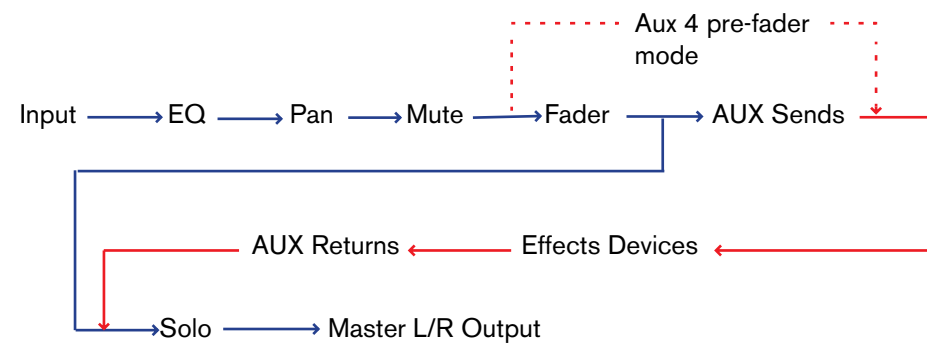 Aux 4 pre-fader
mode
Input EQ Pan Mute Fader AUX Sends
AUX Returns Effects Devices
Solo Master L/R Output